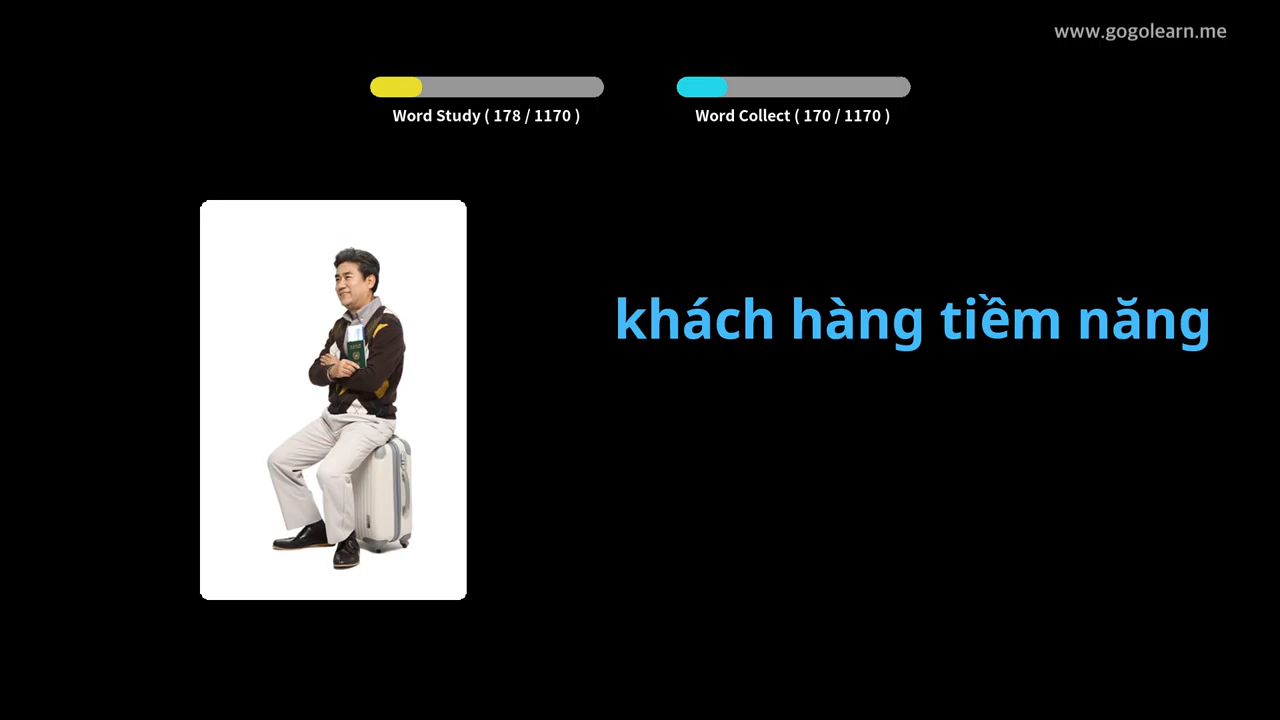 www.gogolearn.me
Word Study ( 178 / 1170 )
Word Collect ( 170 / 1170 )
khách hàng tiềm năng